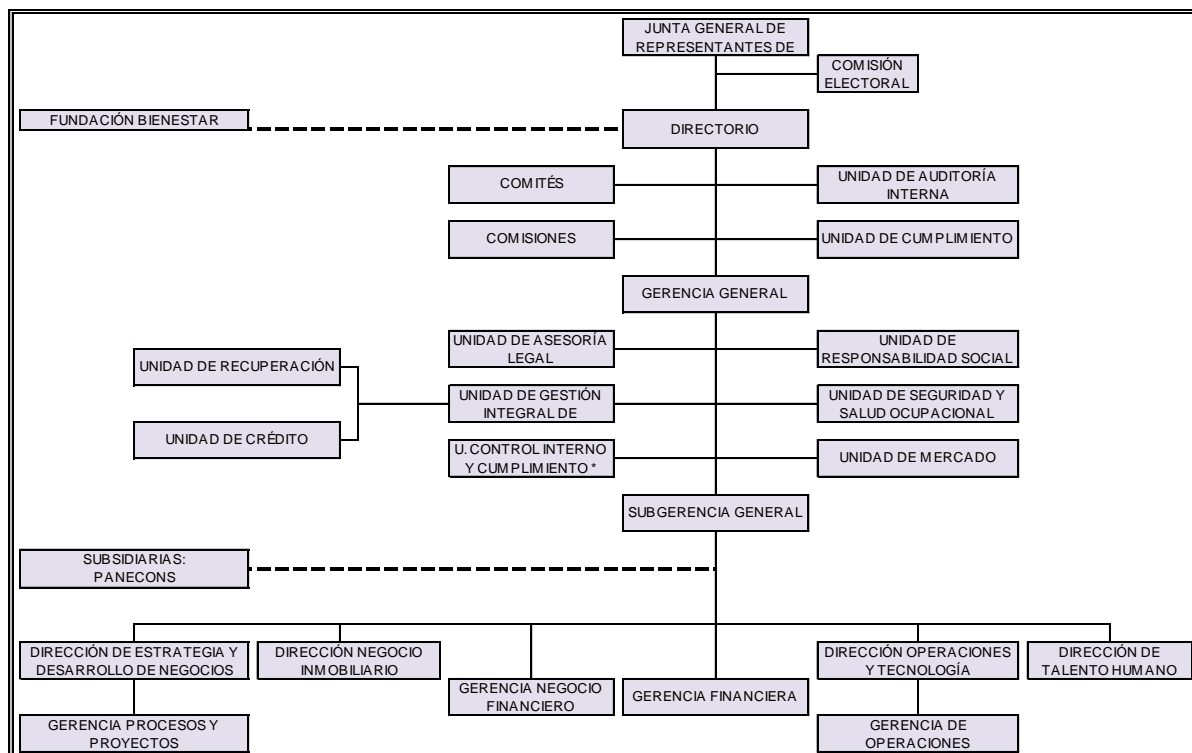 JUNTA GENERAL DE
REPRESENTANTES DE
COMISIÓN
ELECTORAL
FUNDACIÓN BIENESTAR
DIRECTORIO
COMITÉS
UNIDAD DE AUDITORÍA
INTERNA
COMISIONES
UNIDAD DE CUMPLIMIENTO
GERENCIA GENERAL
UNIDAD DE ASESORÍA
LEGAL
UNIDAD DE
RESPONSABILIDAD SOCIAL
UNIDAD DE RECUPERACIÓN
UNIDAD DE GESTIÓN
INTEGRAL DE
UNIDAD DE SEGURIDAD Y
SALUD OCUPACIONAL
UNIDAD DE CRÉDITO
U. CONTROL INTERNO
Y CUMPLIMIENTO *
UNIDAD DE MERCADO
SUBGERENCIA GENERAL
SUBSIDIARIAS:
PANECONS
DIRECCIÓN DE ESTRATEGIA Y
DESARROLLO DE NEGOCIOS
DIRECCIÓN NEGOCIO
INMOBILIARIO
DIRECCIÓN OPERACIONES
Y TECNOLOGÍA
DIRECCIÓN DE
TALENTO HUMANO
GERENCIA NEGOCIO
FINANCIERO
GERENCIA FINANCIERA
GERENCIA PROCESOS Y
PROYECTOS
GERENCIA DE
OPERACIONES